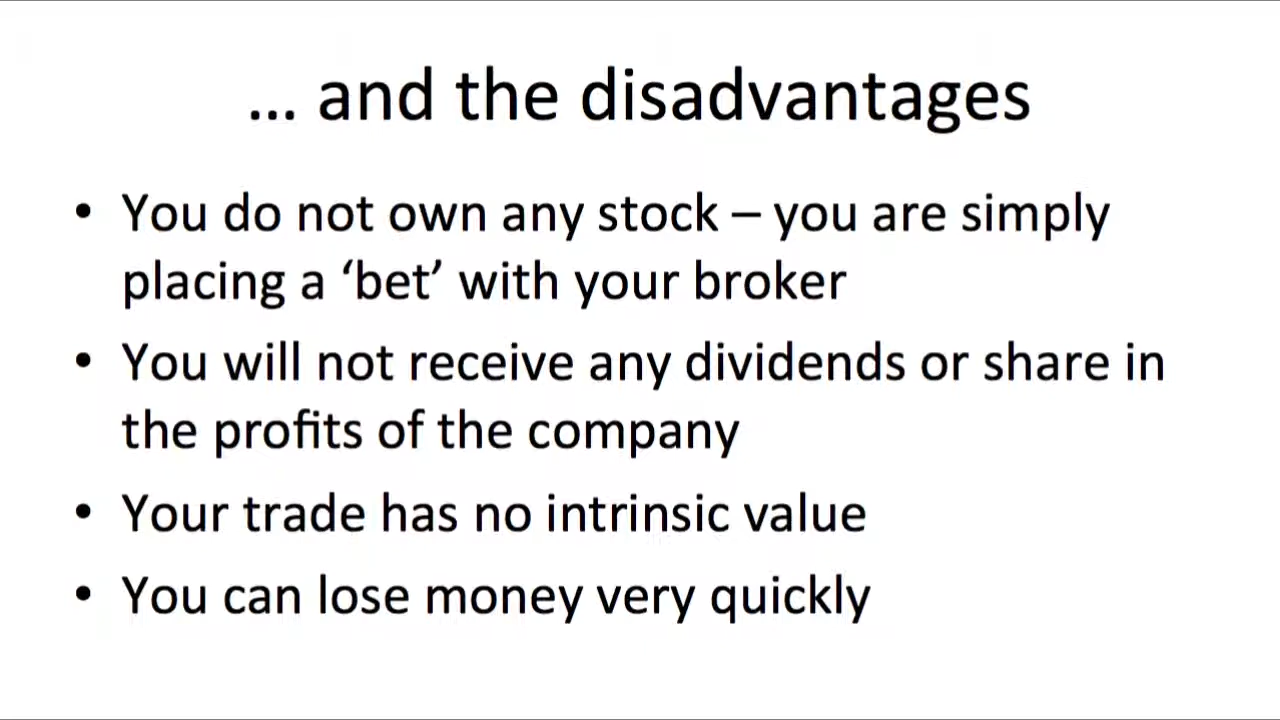 ... and the disadvantages
• You do not own any stock – you are simply
placing a ‘bet’ with your broker
• You will not receive any dividends or share in
the profits of the company
• Your trade has no intrinsic value
• You can lose money very quickly